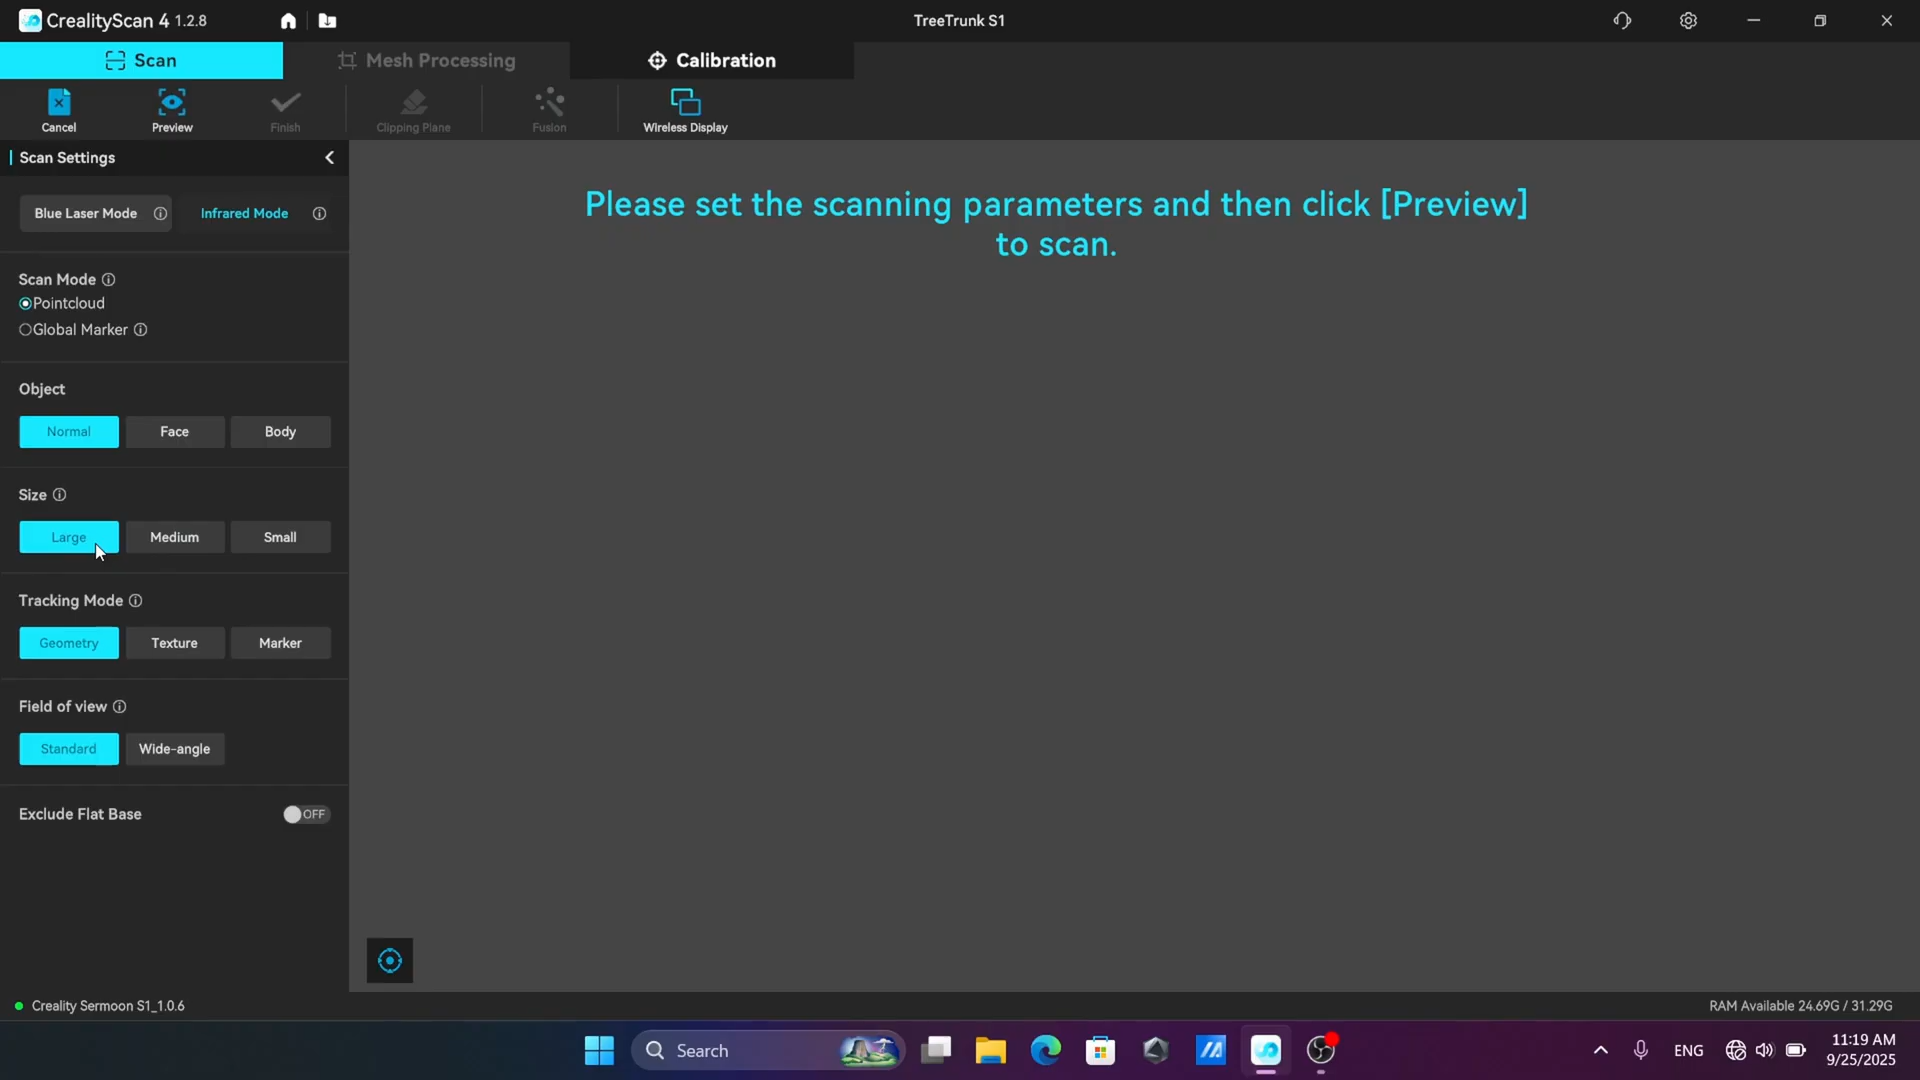 CrealityScan 4 1.2.8
TreeTrunk S1
Scan
Mesh Processing
Calibration
Cancel
Preview
Finish
Clipping Plane
Fusion
Wireless Display
Scan Settings
Blue Laser Mode
Infrared Mode
Please set the scanning parameters and then click [Preview]
to scan.
Scan Mode
Pointcloud
Global Marker
Object
Normal
Face
Body
Size
Large
Medium
Small
Tracking Mode
Geometry
Texture
Marker
Field of view
Standard
Wide-angle
Exclude Flat Base
OFF
Creality Sermoon S1_1.0.6
RAM Available 24.69G / 31.29G
Search
ENG
11:19 AM
9/25/2025